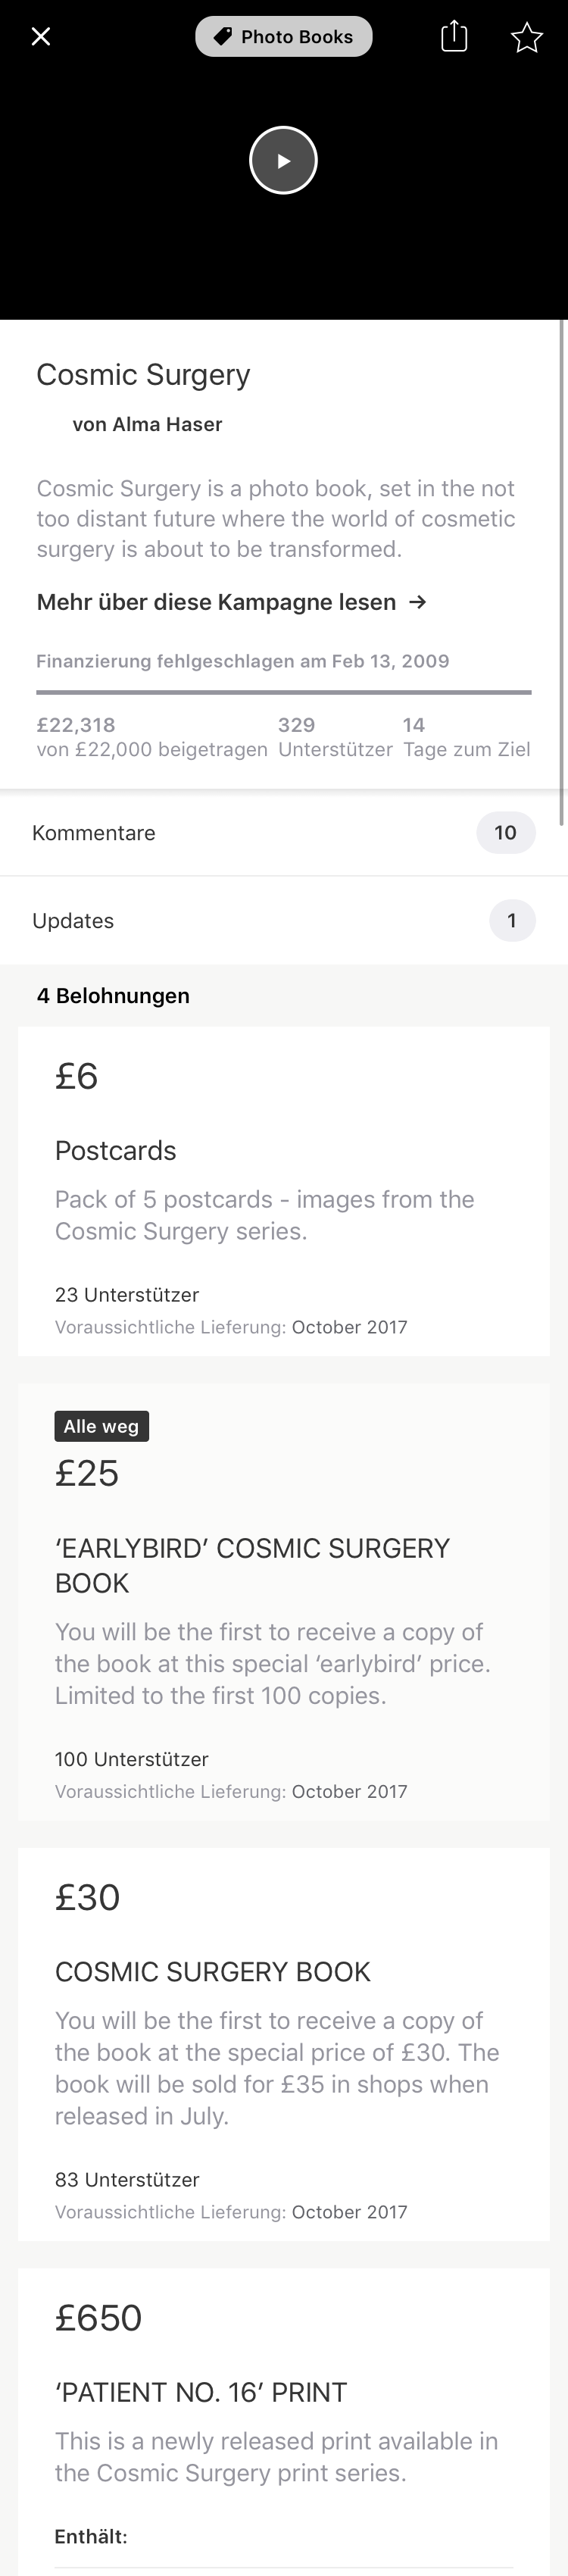 Photo Books
Cosmic Surgery
von Alma Haser
Cosmic Surgery is a photo book, set in the not
too distant future where the world of cosmetic
surgery is about to be transformed.
Mehr über diese Kampagne lesen →
Finanzierung fehlgeschlagen am Feb 13, 2009
£22,318 329 14
von £22,000 beigetragen Unterstützer Tage zum Ziel
Kommentare 10
Updates 1
4 Belohnungen
£6
Postcards
Pack of 5 postcards - images from the
Cosmic Surgery series.
23 Unterstützer
Voraussichtliche Lieferung: October 2017
Alle weg
£25
‘EARLYBIRD’ COSMIC SURGERY
BOOK
You will be the first to receive a copy of
the book at this special ‘earlybird’ price.
Limited to the first 100 copies.
100 Unterstützer
Voraussichtliche Lieferung: October 2017
£30
COSMIC SURGERY BOOK
You will be the first to receive a copy of
the book at the special price of £30. The
book will be sold for £35 in shops when
released in July.
83 Unterstützer
Voraussichtliche Lieferung: October 2017
£650
‘PATIENT NO. 16’ PRINT
This is a newly released print available in
the Cosmic Surgery print series.
Enthält: